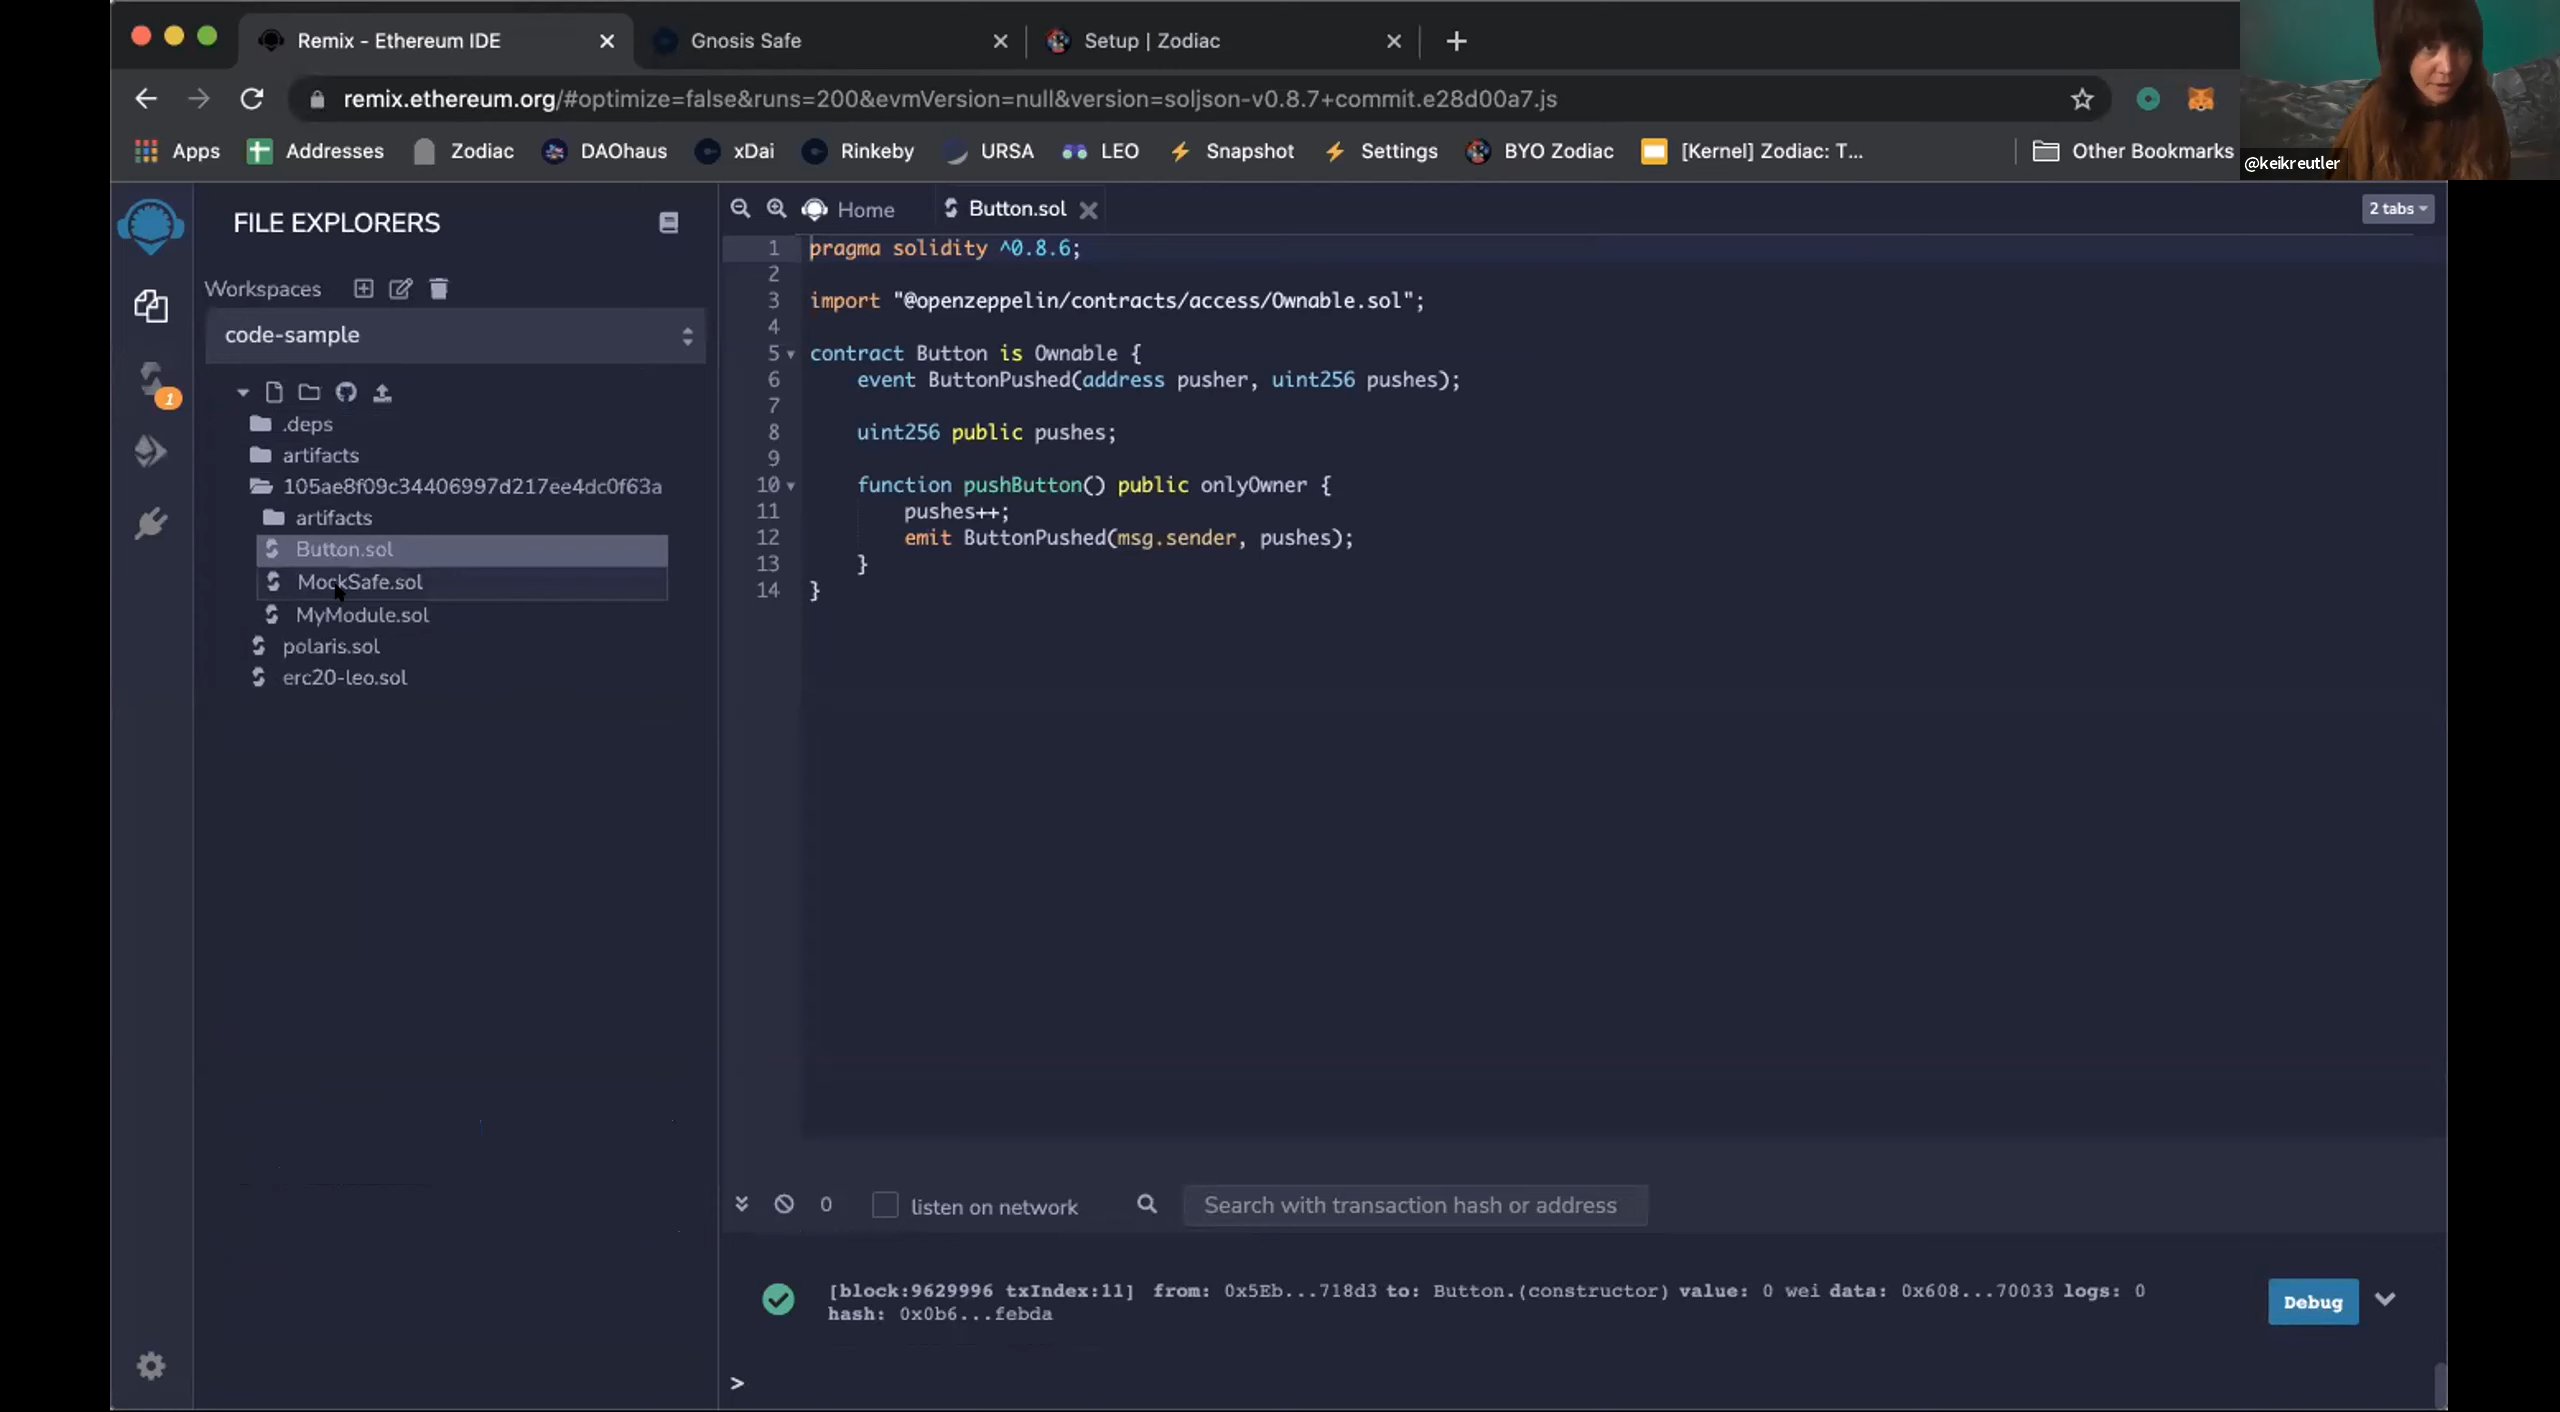 Remix - Ethereum IDE
Gnosis Safe
Setup | Zodiac
remix.ethereum.org/#optimize=false&runs=200&evmVersion=null&version=soljson-v0.8.7+commit.e28d00a7.js
Apps
Addresses
Zodiac
DAOhaus
xDai
Rinkeby
URSA
LEO
Snapshot
Settings
BYO Zodiac
[Kernel] Zodiac: T...
Other Bookmarks
@keikreutler
FILE EXPLORERS
Workspaces
code-sample
1
.deps
artifacts
105ae8f09c34406997d217ee4dc0f63a
artifacts
Button.sol
MockSafe.sol
MyModule.sol
polaris.sol
erc20-leo.sol
Home
Button.sol
2 tabs
1 pragma solidity ^0.8.6;
2
3 import "@openzeppelin/contracts/access/Ownable.sol";
4
5 contract Button is Ownable {
6 event ButtonPushed(address pusher, uint256 pushes);
7
8 uint256 public pushes;
9
10 function pushButton() public onlyOwner {
11 pushes++;
12 emit ButtonPushed(msg.sender, pushes);
13 }
14 }
0
listen on network
Search with transaction hash or address
[block:9629996 txIndex:11] from: 0x5Eb...718d3 to: Button.(constructor) value: 0 wei data: 0x608...70033 logs: 0
hash: 0x0b6...febda
Debug
>